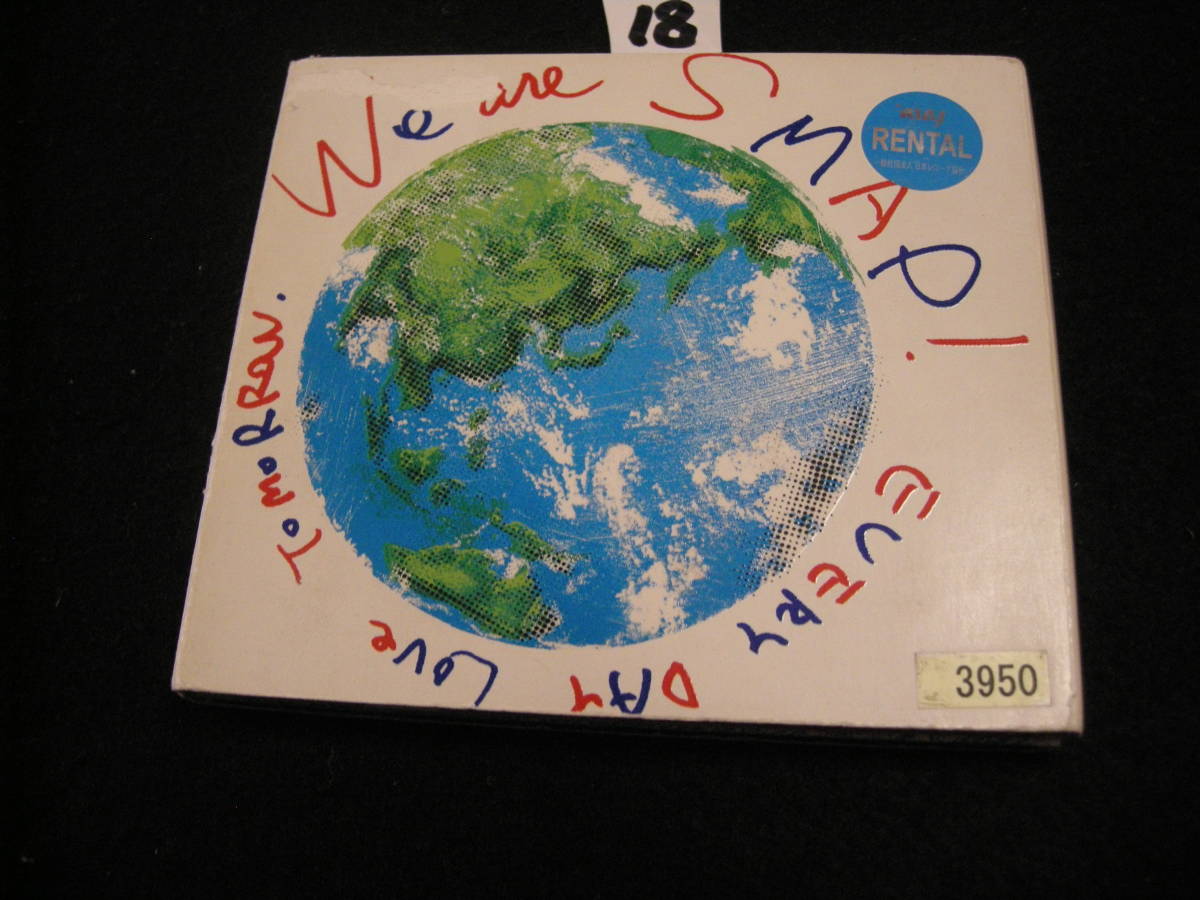 18
We are SMAP!
RENTAL
EVERY DAY LOVE TOMORROW.
3950